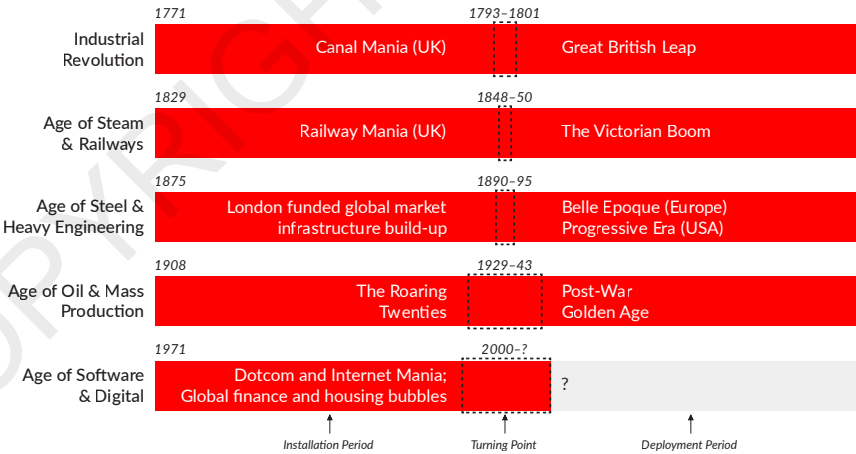 1771
1793–1801
Industrial
Revolution
Canal Mania (UK)
Great British Leap
1829
1848–50
Age of Steam
& Railways
Railway Mania (UK)
The Victorian Boom
1875
1890–95
Age of Steel &
Heavy Engineering
London funded global market
infrastructure build-up
Belle Epoque (Europe)
Progressive Era (USA)
1908
1929–43
Age of Oil & Mass
Production
The Roaring
Twenties
Post-War
Golden Age
1971
2000–?
Age of Software
& Digital
Dotcom and Internet Mania;
Global finance and housing bubbles
?
Installation Period
Turning Point
Deployment Period
OPYRIGH